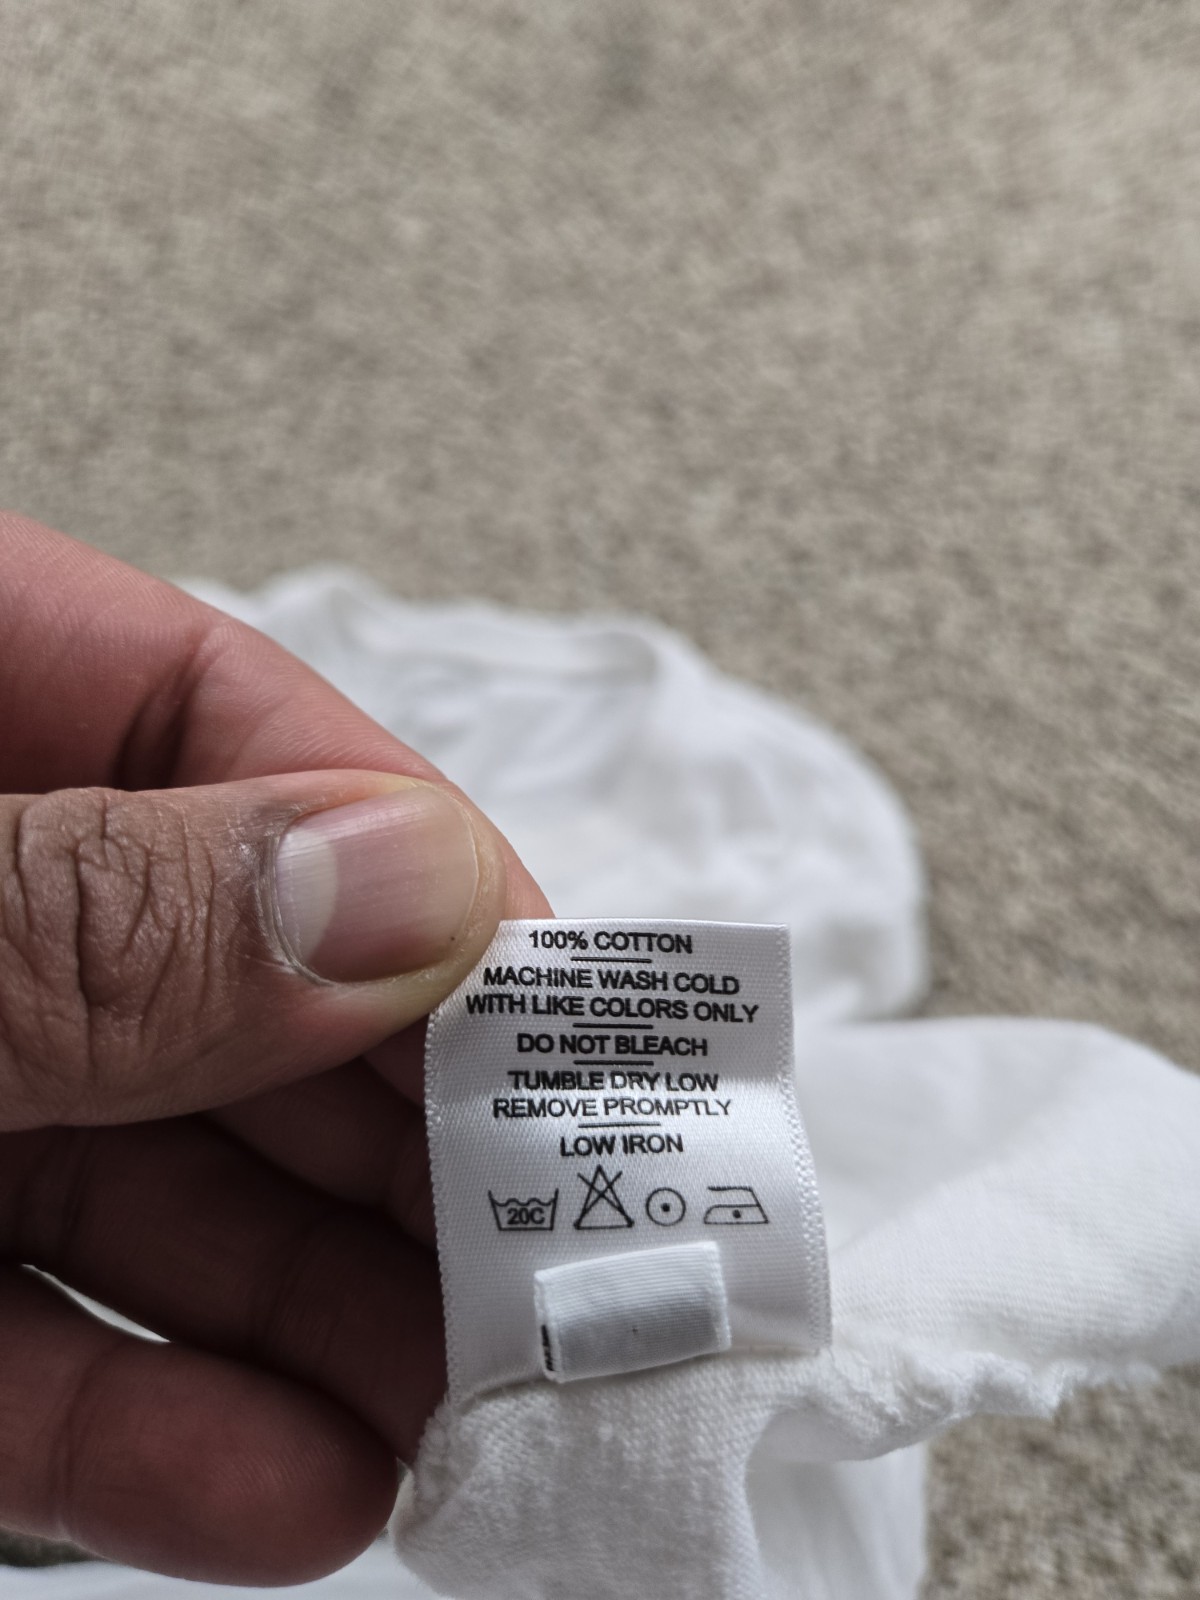 100% COTTON
MACHINE WASH COLD
WITH LIKE COLORS ONLY
DO NOT BLEACH
TUMBLE DRY LOW
REMOVE PROMPTLY
LOW IRON
20C